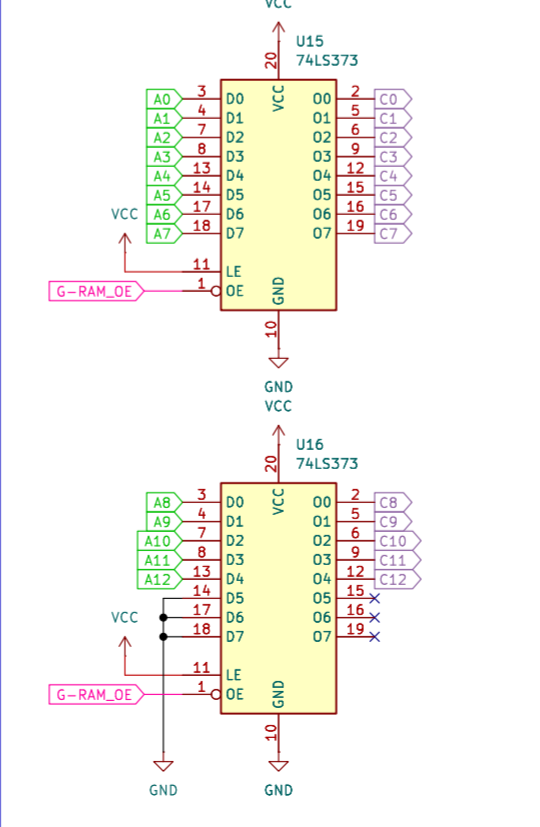 VCC
U15
74LS373
20
VCC
A0 3 D0 O0 2 C0
A1 4 D1 O1 5 C1
A2 7 D2 O2 6 C2
A3 8 D3 O3 9 C3
A4 13 D4 O4 12 C4
A5 14 D5 O5 15 C5
A6 17 D6 O6 16 C6
A7 18 D7 O7 19 C7
VCC
11 LE
G-RAM_OE 1 OE
GND
10
GND
VCC
U16
74LS373
20
VCC
A8 3 D0 O0 2 C8
A9 4 D1 O1 5 C9
A10 7 D2 O2 6 C10
A11 8 D3 O3 9 C11
A12 13 D4 O4 12 C12
14 D5 O5 15
17 D6 O6 16
18 D7 O7 19
VCC
11 LE
G-RAM_OE 1 OE
GND
10
GND GND